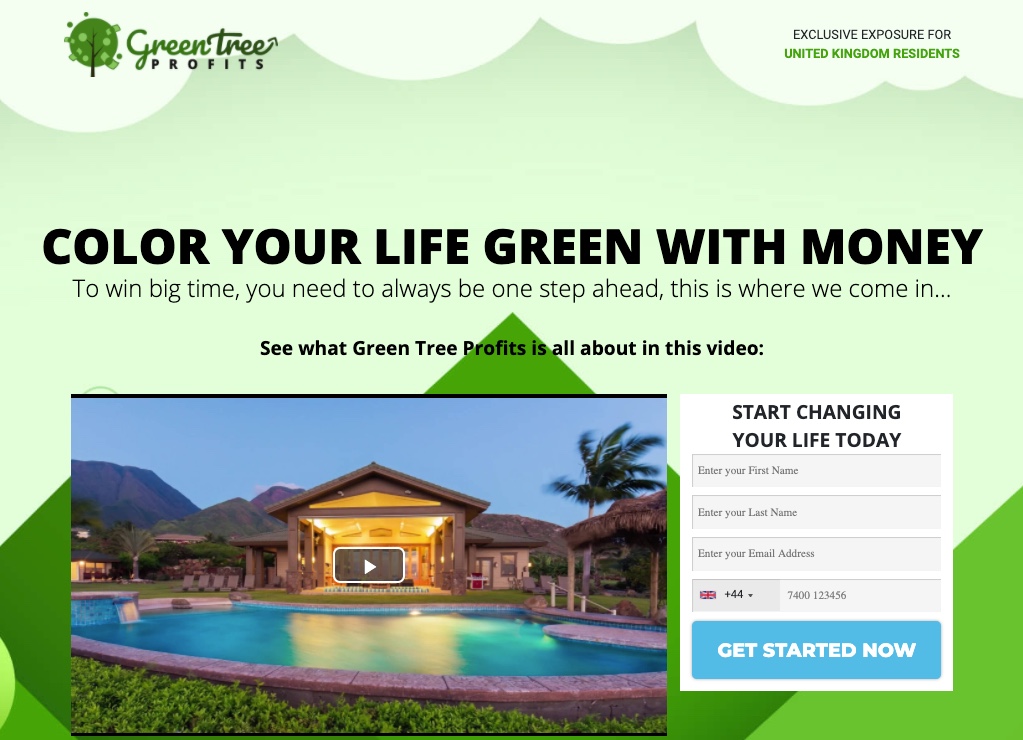 GreenTree
PROFITS
EXCLUSIVE EXPOSURE FOR
UNITED KINGDOM RESIDENTS
COLOR YOUR LIFE GREEN WITH MONEY
To win big time, you need to always be one step ahead, this is where we come in...
See what Green Tree Profits is all about in this video:
START CHANGING
YOUR LIFE TODAY
Enter your First Name
Enter your Last Name
Enter your Email Address
+44 7400 123456
GET STARTED NOW